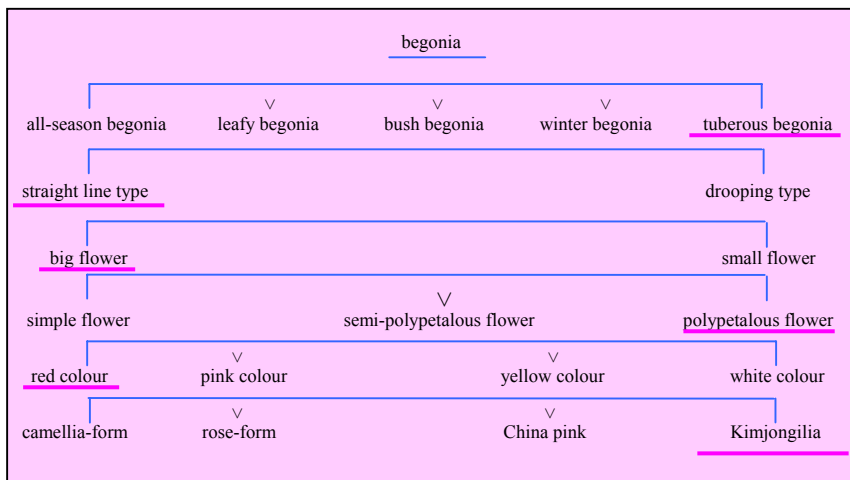 begonia
all-season begonia leafy begonia bush begonia winter begonia tuberous begonia
straight line type drooping type
big flower small flower
simple flower semi-polypetalous flower polypetalous flower
red colour pink colour yellow colour white colour
camellia-form rose-form China pink Kimjongilia